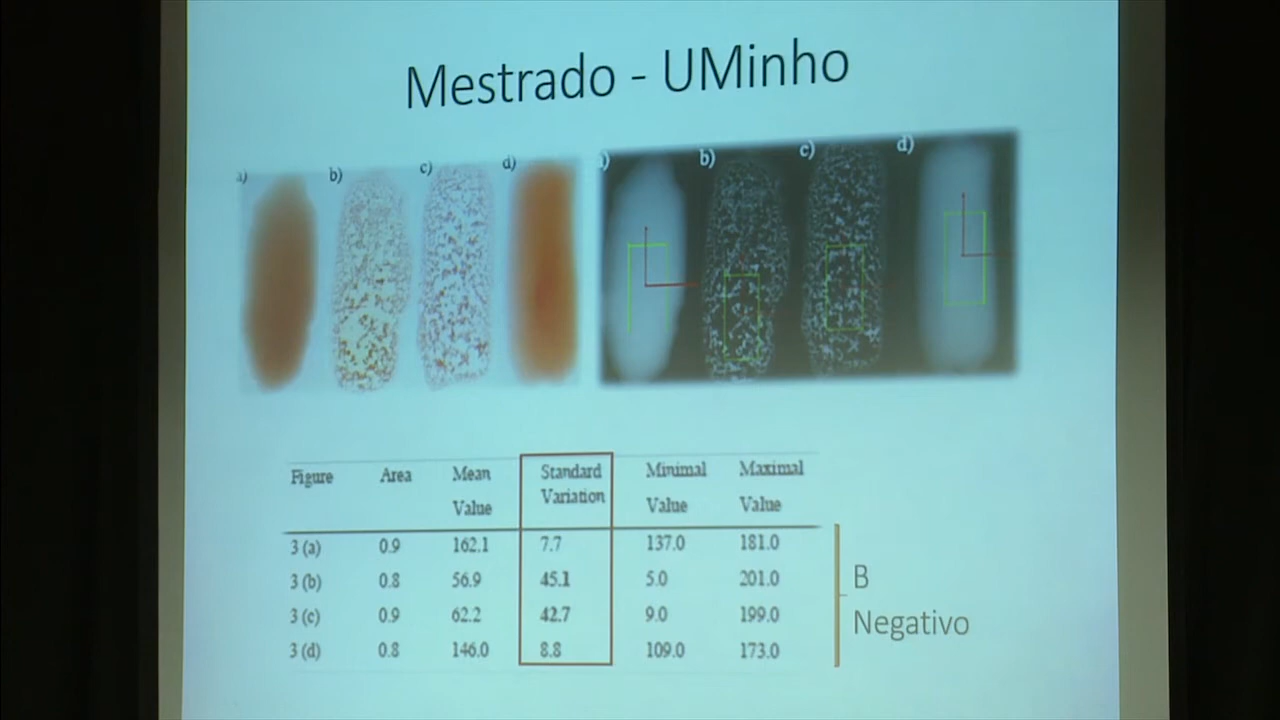 Mestrado - UMinho
a) b) c) d) ) b) c) d)
Figure Area Mean Value Standard Variation Minimal Value Maximal Value
3 (a) 0.9 162.1 7.7 137.0 181.0
3 (b) 0.8 56.9 45.1 5.0 201.0
3 (c) 0.9 62.2 42.7 9.0 199.0
3 (d) 0.8 146.0 8.8 109.0 173.0
B
Negativo